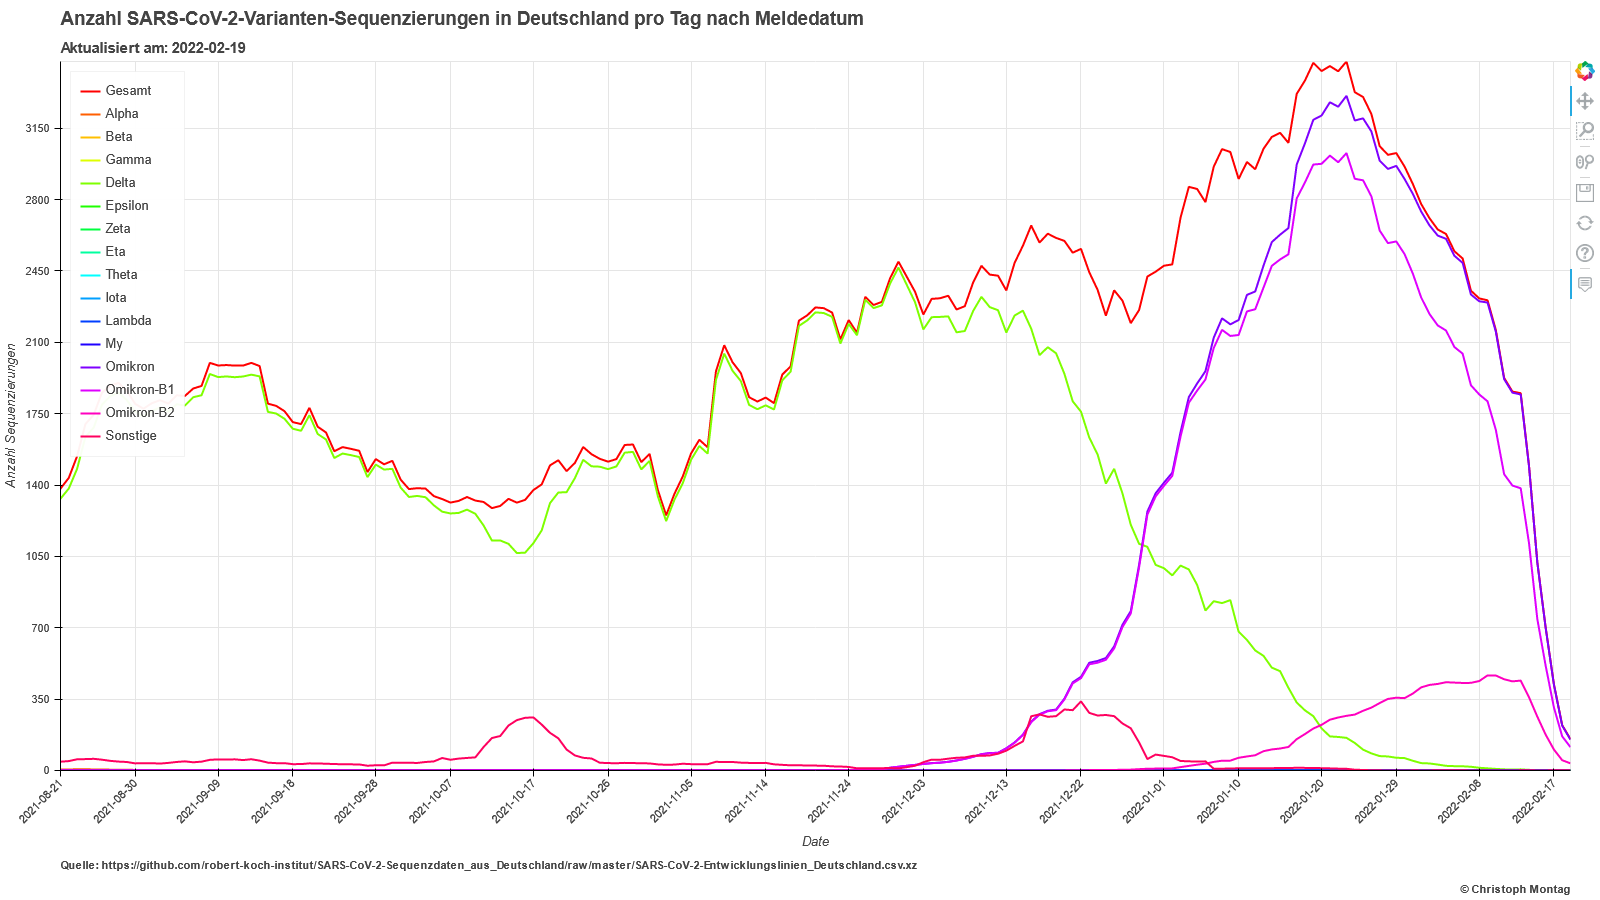 Anzahl SARS-CoV-2-Varianten-Sequenzierungen in Deutschland pro Tag nach Meldedatum
Aktualisiert am: 2022-02-19
Gesamt
Alpha
Beta
Gamma
Delta
Epsilon
Zeta
Eta
Theta
Iota
Lambda
My
Omikron
Omikron-B1
Omikron-B2
Sonstige
Anzahl Sequenzierungen
3150
2800
2450
2100
1750
1400
1050
700
350
0
2021-08-21
2021-08-30
2021-09-09
2021-09-18
2021-09-28
2021-10-07
2021-10-17
2021-10-26
2021-11-05
2021-11-14
2021-11-24
2021-12-03
2021-12-13
2021-12-22
2022-01-01
2022-01-10
2022-01-20
2022-01-29
2022-02-08
2022-02-17
Date
Quelle: https://github.com/robert-koch-institut/SARS-CoV-2-Sequenzdaten_aus_Deutschland/raw/master/SARS-CoV-2-Entwicklungslinien_Deutschland.csv.xz
© Christoph Montag